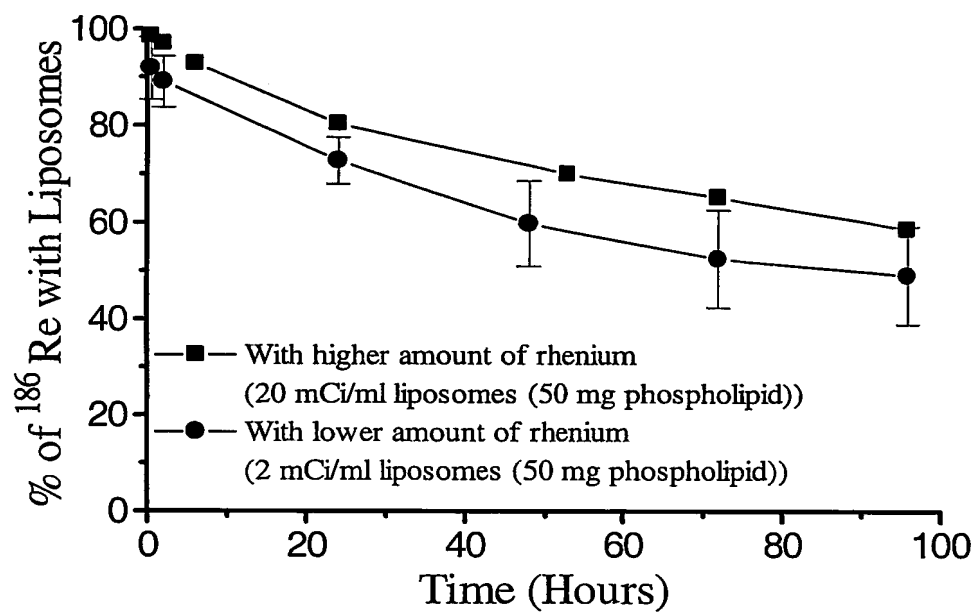 100
80
60
40
20
0
% of ¹⁸⁶Re with Liposomes
With higher amount of rhenium
(20 mCi/ml liposomes (50 mg phospholipid))
With lower amount of rhenium
(2 mCi/ml liposomes (50 mg phospholipid))
0 20 40 60 80 100
Time (Hours)